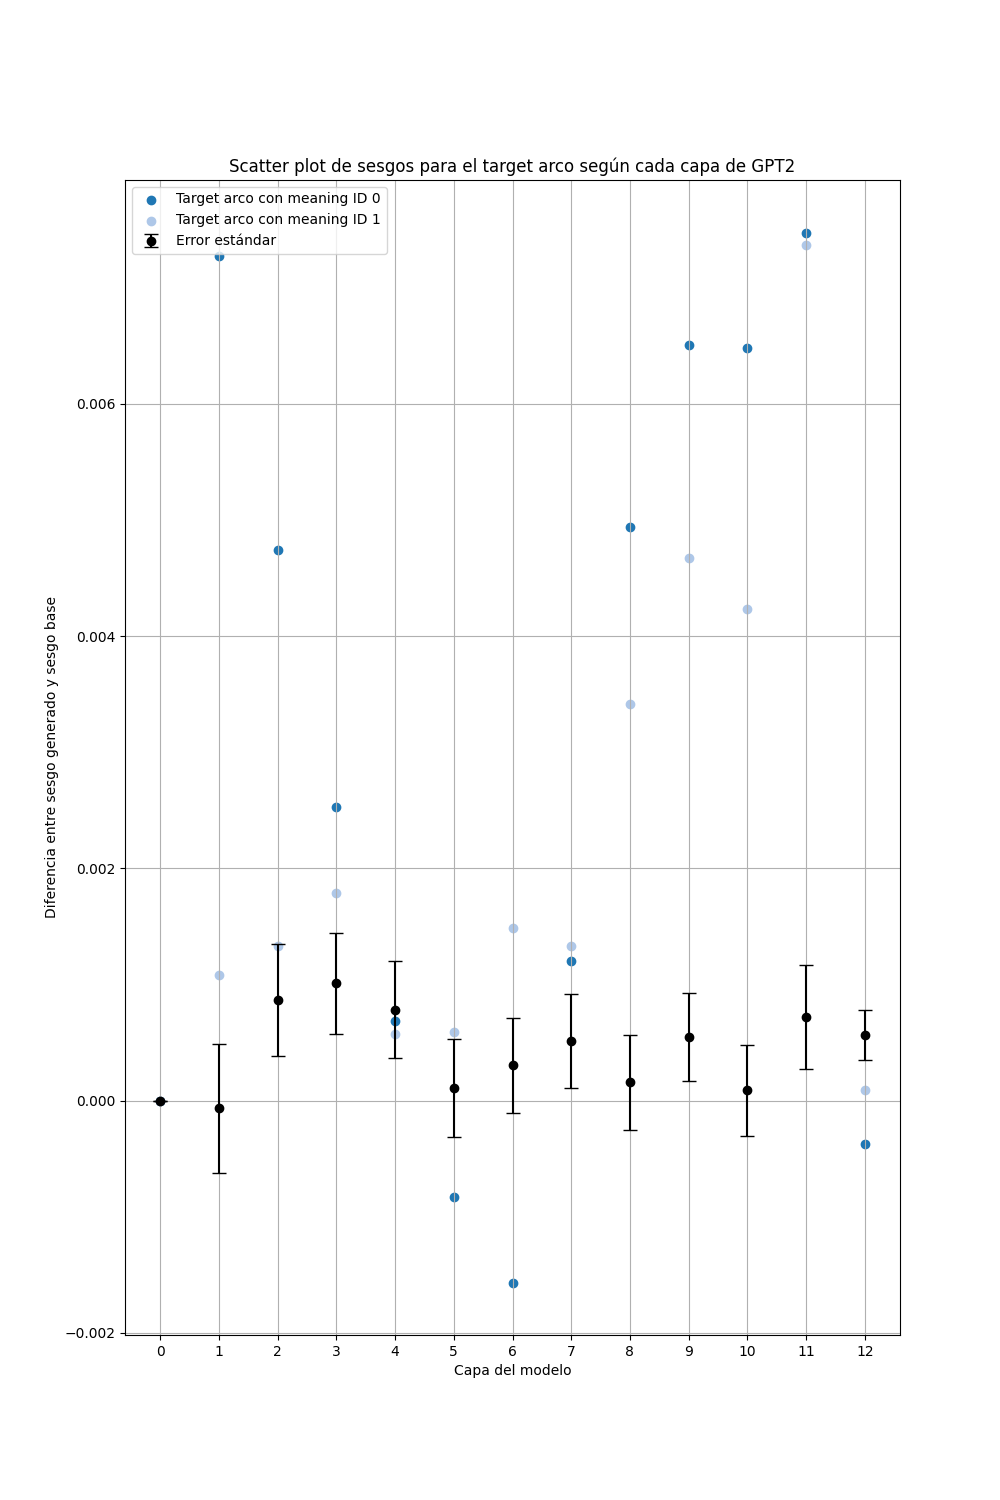 Scatter plot de sesgos para el target arco según cada capa de GPT2
Target arco con meaning ID 0
Target arco con meaning ID 1
Error estándar
Diferencia entre sesgo generado y sesgo base
0.006
0.004
0.002
0.000
−0.002
0 1 2 3 4 5 6 7 8 9 10 11 12
Capa del modelo